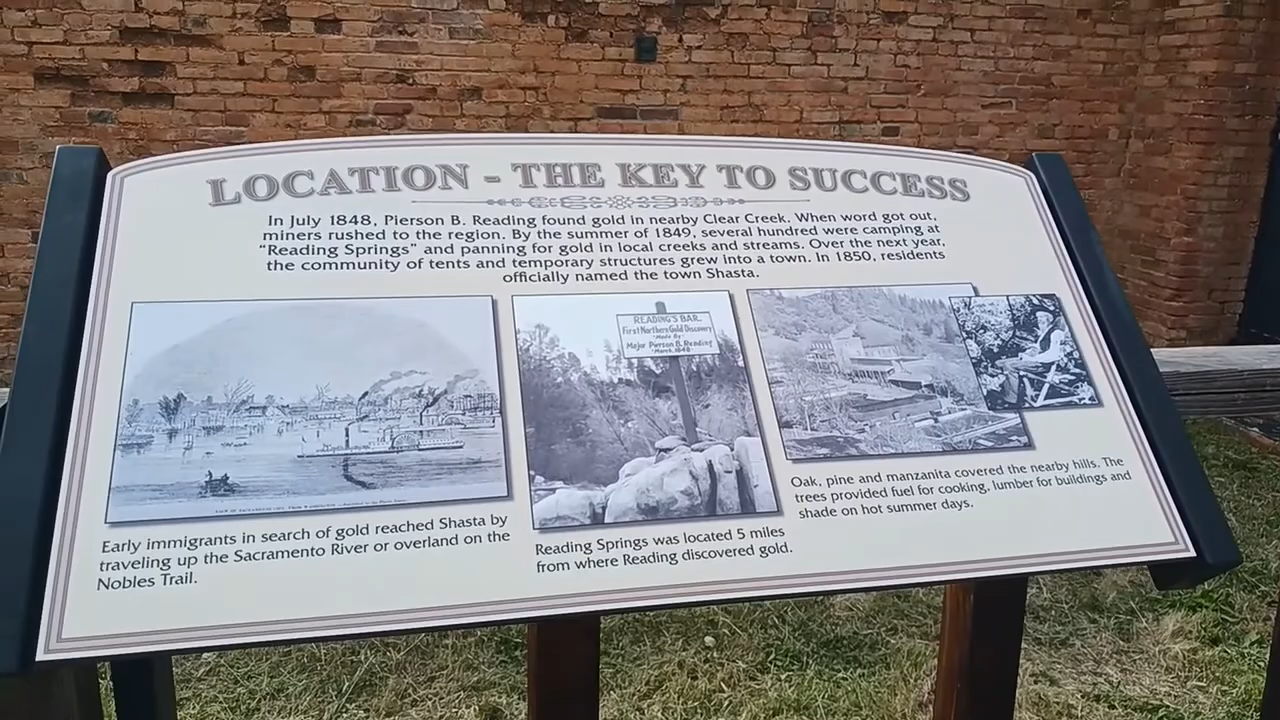 LOCATION - THE KEY TO SUCCESS
In July 1848, Pierson B. Reading found gold in nearby Clear Creek. When word got out,
miners rushed to the region. By the summer of 1849, several hundred were camping at
“Reading Springs” and panning for gold in local creeks and streams. Over the next year,
the community of tents and temporary structures grew into a town. In 1850, residents
officially named the town Shasta.
READING'S BAR.
First Northern Gold Discovery
Made By
Major Pierson B. Reading
March, 1848
Early immigrants in search of gold reached Shasta by
traveling up the Sacramento River or overland on the
Nobles Trail.
Reading Springs was located 5 miles
from where Reading discovered gold.
Oak, pine and manzanita covered the nearby hills. The
trees provided fuel for cooking, lumber for buildings and
shade on hot summer days.